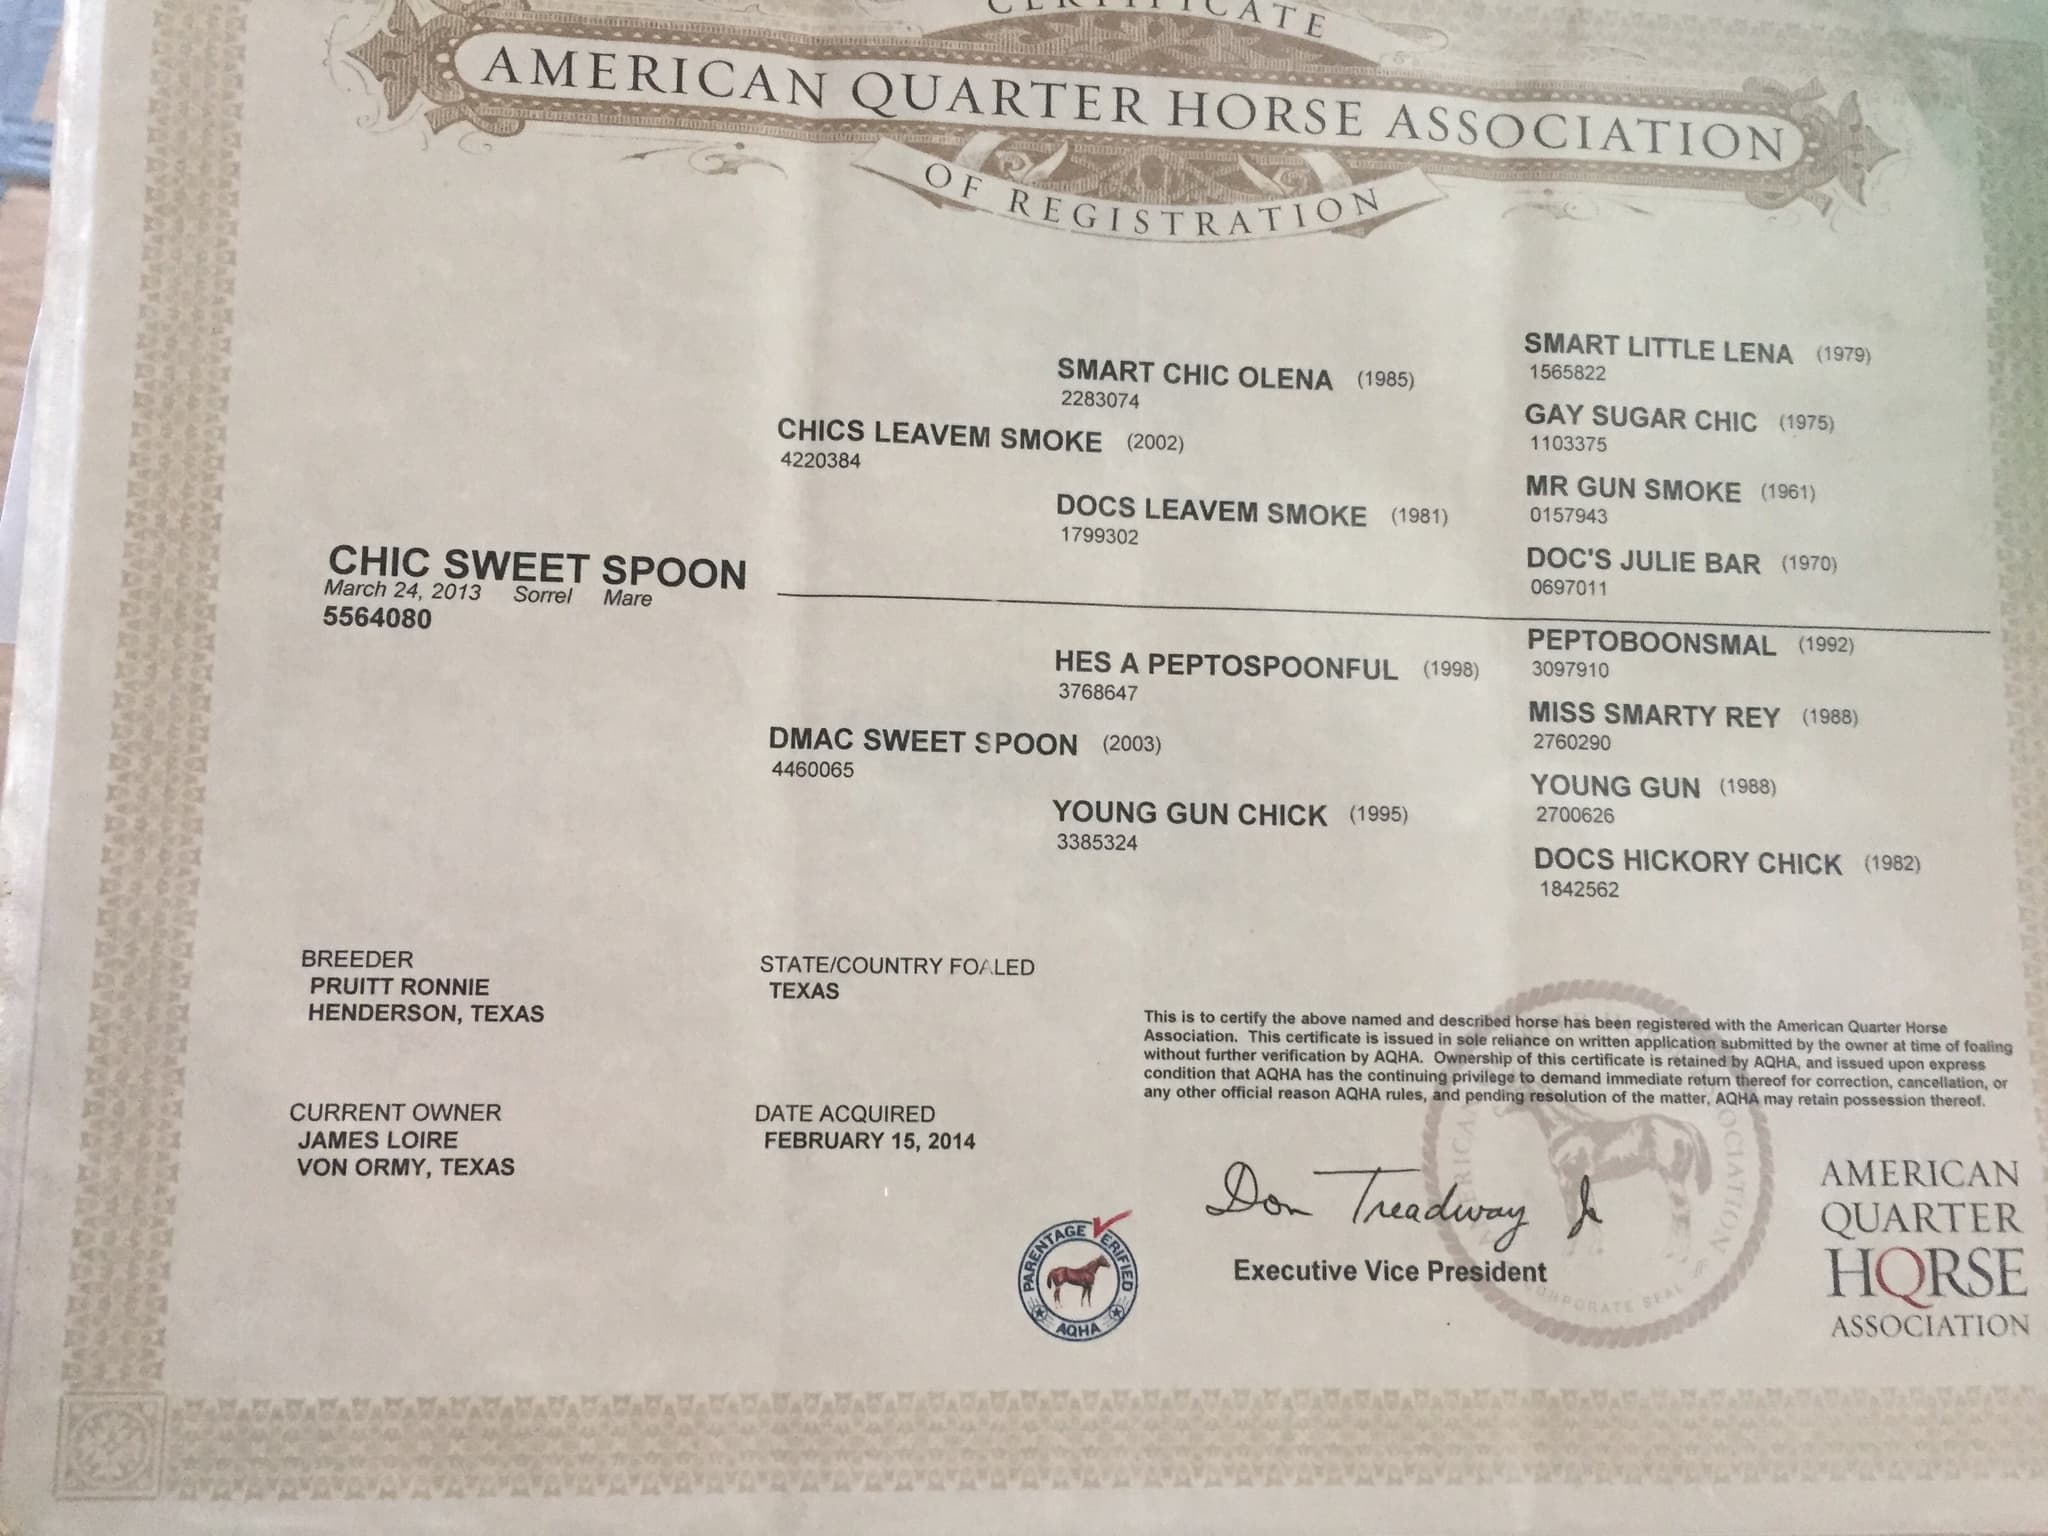 CERTIFICATE
AMERICAN QUARTER HORSE ASSOCIATION
OF REGISTRATION
SMART LITTLE LENA (1979)
1565822
SMART CHIC OLENA (1985)
2283074
GAY SUGAR CHIC (1975)
1103375
CHICS LEAVEM SMOKE (2002)
4220384
MR GUN SMOKE (1961)
0157943
DOCS LEAVEM SMOKE (1981)
1799302
DOC'S JULIE BAR (1970)
0697011
CHIC SWEET SPOON
March 24, 2013 Sorrel Mare
5564080
PEPTOBOONSMAL (1992)
3097910
HES A PEPTOSPOONFUL (1998)
3768647
MISS SMARTY REY (1988)
2760290
DMAC SWEET SPOON (2003)
4460065
YOUNG GUN (1988)
2700626
YOUNG GUN CHICK (1995)
3385324
DOCS HICKORY CHICK (1982)
1842562
BREEDER
PRUITT RONNIE
HENDERSON, TEXAS
STATE/COUNTRY FOALED
TEXAS
This is to certify the above named and described horse has been registered with the American Quarter Horse
Association. This certificate is issued in sole reliance on written application submitted by the owner at time of foaling
without further verification by AQHA. Ownership of this certificate is retained by AQHA, and issued upon express
condition that AQHA has the continuing privilege to demand immediate return thereof for correction, cancellation, or
any other official reason AQHA rules, and pending resolution of the matter, AQHA may retain possession thereof.
CURRENT OWNER
JAMES LOIRE
VON ORMY, TEXAS
DATE ACQUIRED
FEBRUARY 15, 2014
PARENTAGE VERIFIED
AQHA
Don Treadway Jr
Executive Vice President
CORPORATE SEAL
AMERICAN
QUARTER
HORSE
ASSOCIATION